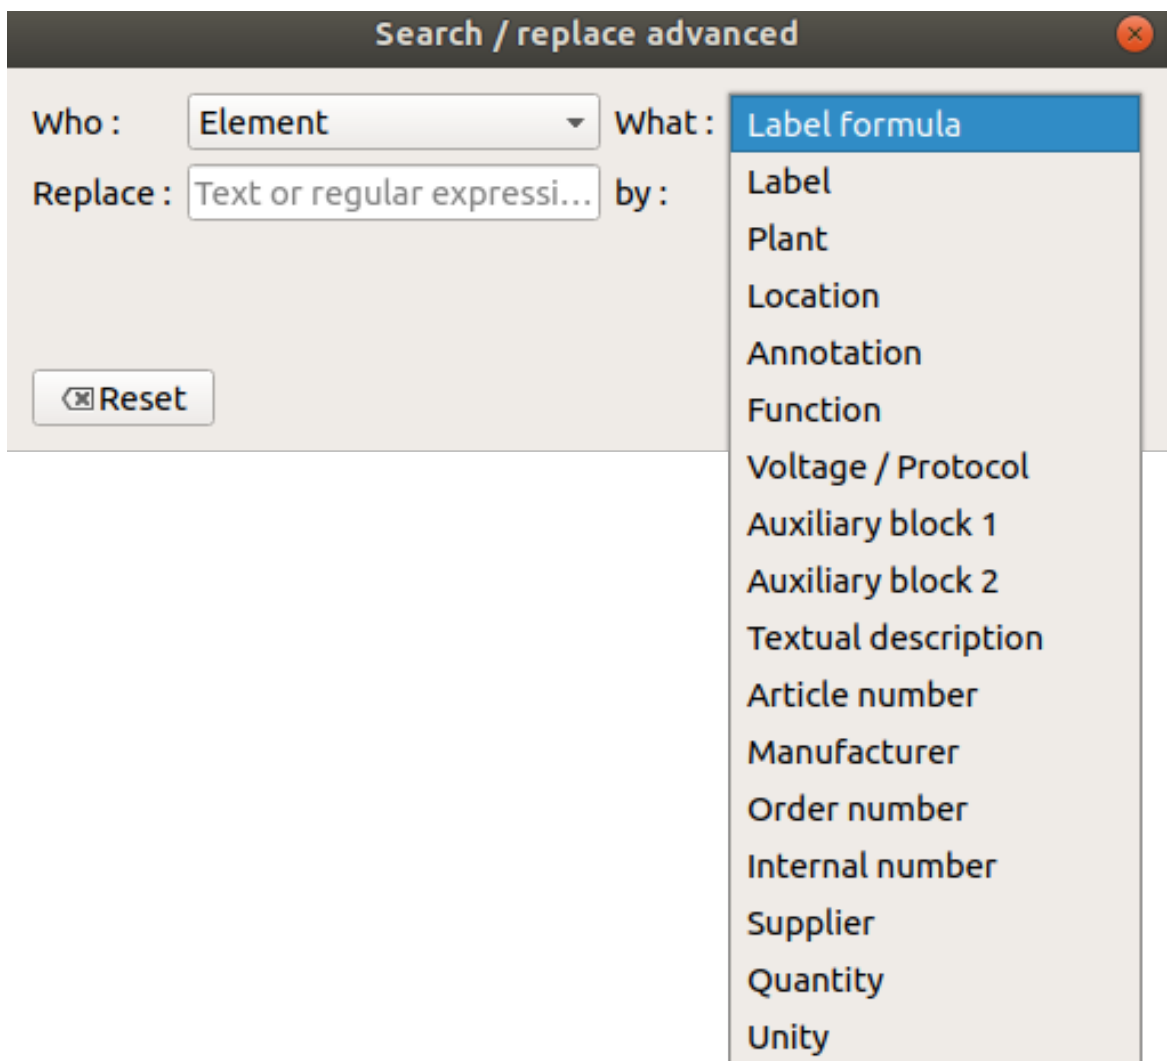 Search / replace advanced
Who : Element What : Label formula
Replace : Text or regular expressi... by : Label
Plant
Location
Annotation
Reset
Function
Voltage / Protocol
Auxiliary block 1
Auxiliary block 2
Textual description
Article number
Manufacturer
Order number
Internal number
Supplier
Quantity
Unity